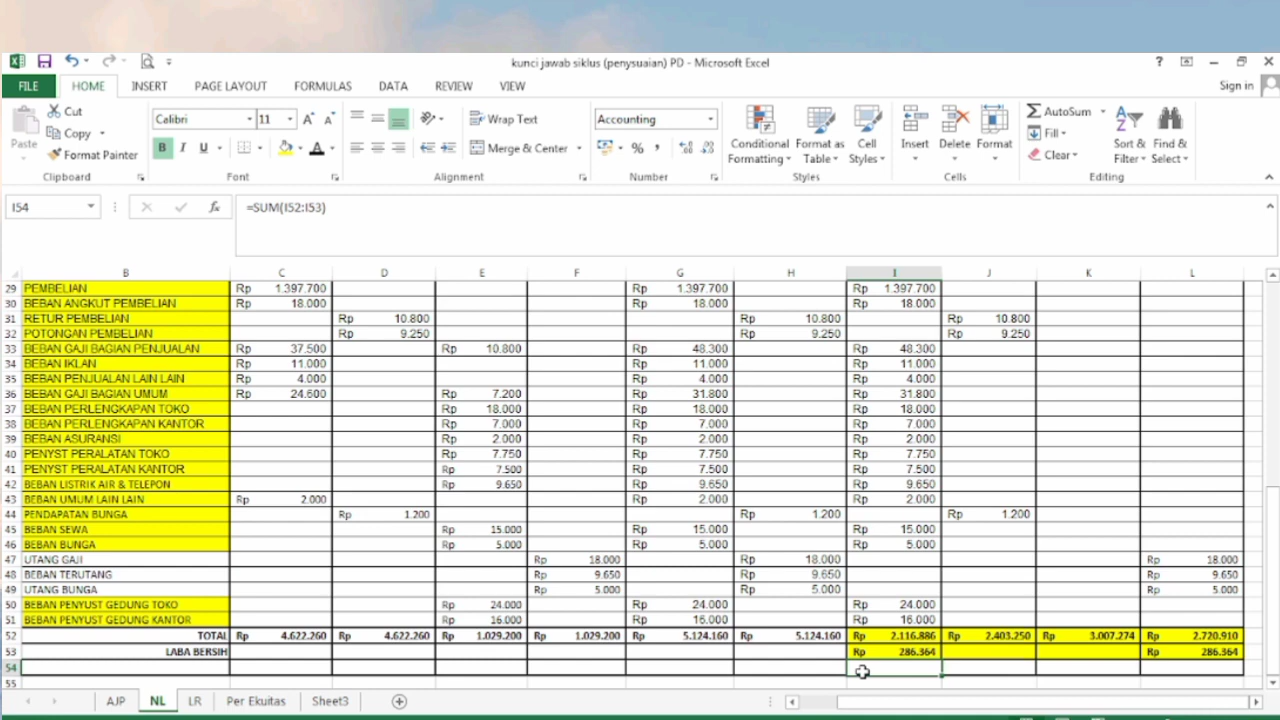 kunci jawab siklus (penysuaian) PD - Microsoft Excel
FILE HOME INSERT PAGE LAYOUT FORMULAS DATA REVIEW VIEW Sign in
Cut
Copy
Format Painter
Paste
Clipboard
Calibri 11
B I U
Font
Wrap Text
Merge & Center
Alignment
Accounting
Number
Conditional Formatting
Format as Table
Cell Styles
Styles
Insert Delete Format
Cells
AutoSum
Fill
Clear
Sort & Filter
Find & Select
Editing
I54 fx =SUM(I52:I53)
B C D E F G H I J K L
29 PEMBELIAN Rp 1.397.700 Rp 1.397.700 Rp 1.397.700
30 BEBAN ANGKUT PEMBELIAN Rp 18.000 Rp 18.000 Rp 18.000
31 RETUR PEMBELIAN Rp 10.800 Rp 10.800 Rp 10.800
32 POTONGAN PEMBELIAN Rp 9.250 Rp 9.250 Rp 9.250
33 BEBAN GAJI BAGIAN PENJUALAN Rp 37.500 Rp 10.800 Rp 48.300 Rp 48.300
34 BEBAN IKLAN Rp 11.000 Rp 11.000 Rp 11.000
35 BEBAN PENJUALAN LAIN LAIN Rp 4.000 Rp 4.000 Rp 4.000
36 BEBAN GAJI BAGIAN UMUM Rp 24.600 Rp 7.200 Rp 31.800 Rp 31.800
37 BEBAN PERLENGKAPAN TOKO Rp 18.000 Rp 18.000 Rp 18.000
38 BEBAN PERLENGKAPAN KANTOR Rp 7.000 Rp 7.000 Rp 7.000
39 BEBAN ASURANSI Rp 2.000 Rp 2.000 Rp 2.000
40 PENYST PERALATAN TOKO Rp 7.750 Rp 7.750 Rp 7.750
41 PENYST PERALATAN KANTOR Rp 7.500 Rp 7.500 Rp 7.500
42 BEBAN LISTRIK AIR & TELEPON Rp 9.650 Rp 9.650 Rp 9.650
43 BEBAN UMUM LAIN LAIN Rp 2.000 Rp 2.000 Rp 2.000
44 PENDAPATAN BUNGA Rp 1.200 Rp 1.200 Rp 1.200
45 BEBAN SEWA Rp 15.000 Rp 15.000 Rp 15.000
46 BEBAN BUNGA Rp 5.000 Rp 5.000 Rp 5.000
47 UTANG GAJI Rp 18.000 Rp 18.000 Rp 18.000
48 BEBAN TERUTANG Rp 9.650 Rp 9.650 Rp 9.650
49 UTANG BUNGA Rp 5.000 Rp 5.000 Rp 5.000
50 BEBAN PENYUST GEDUNG TOKO Rp 24.000 Rp 24.000 Rp 24.000
51 BEBAN PENYUST GEDUNG KANTOR Rp 16.000 Rp 16.000 Rp 16.000
52 TOTAL Rp 4.622.260 Rp 4.622.260 Rp 1.029.200 Rp 1.029.200 Rp 5.124.160 Rp 5.124.160 Rp 2.116.886 Rp 2.403.250 Rp 3.007.274 Rp 2.720.910
53 LABA BERSIH Rp 286.364 Rp 286.364
54
55
AJP NL LR Per Ekuitas Sheet3